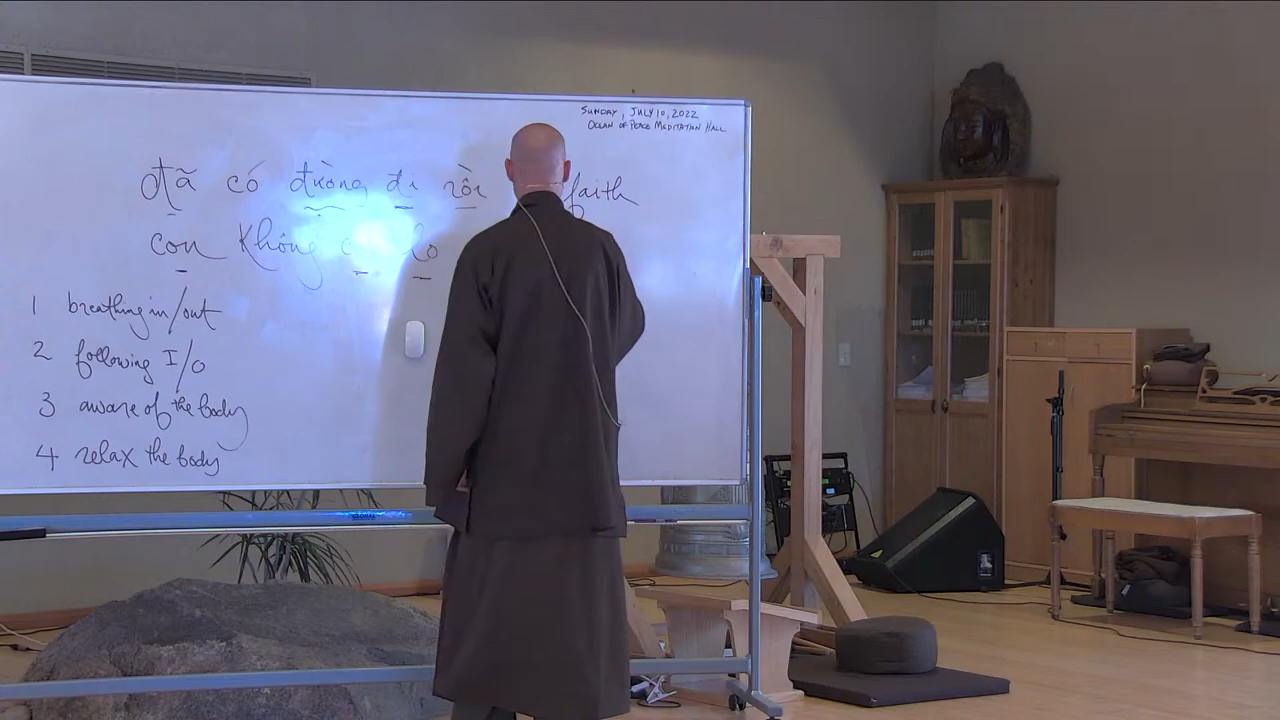 SUNDAY, JULY 10, 2022
OCEAN OF PEACE MEDITATION HALL
đã có đường đi rồi faith
con không lo
1 breathing in/out
2 following I/O
3 aware of the body
4 relax the body